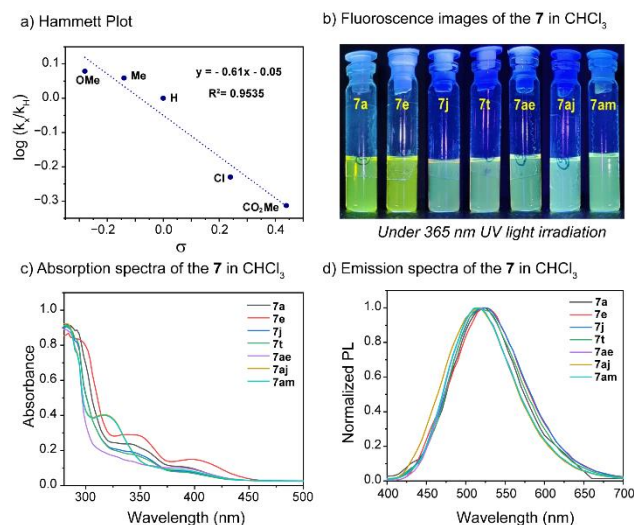 a) Hammett Plot
y = - 0.61x - 0.05
R²= 0.9535
OMe
Me
H
Cl
CO₂Me
log (kₓ/k_H)
0.1
0.0
−0.1
−0.2
−0.3
−0.2
0.0
0.2
0.4
σ
b) Fluoroscence images of the 7 in CHCl₃
7a
7e
7j
7t
7ae
7aj
7am
Under 365 nm UV light irradiation
c) Absorption spectra of the 7 in CHCl₃
7a
7e
7j
7t
7ae
7aj
7am
Absorbance
1.0
0.8
0.6
0.4
0.2
0.0
300
350
400
450
500
Wavelength (nm)
d) Emission spectra of the 7 in CHCl₃
7a
7e
7j
7t
7ae
7aj
7am
Normalized PL
1.0
0.8
0.6
0.4
0.2
0.0
400
450
500
550
600
650
700
Wavelength (nm)